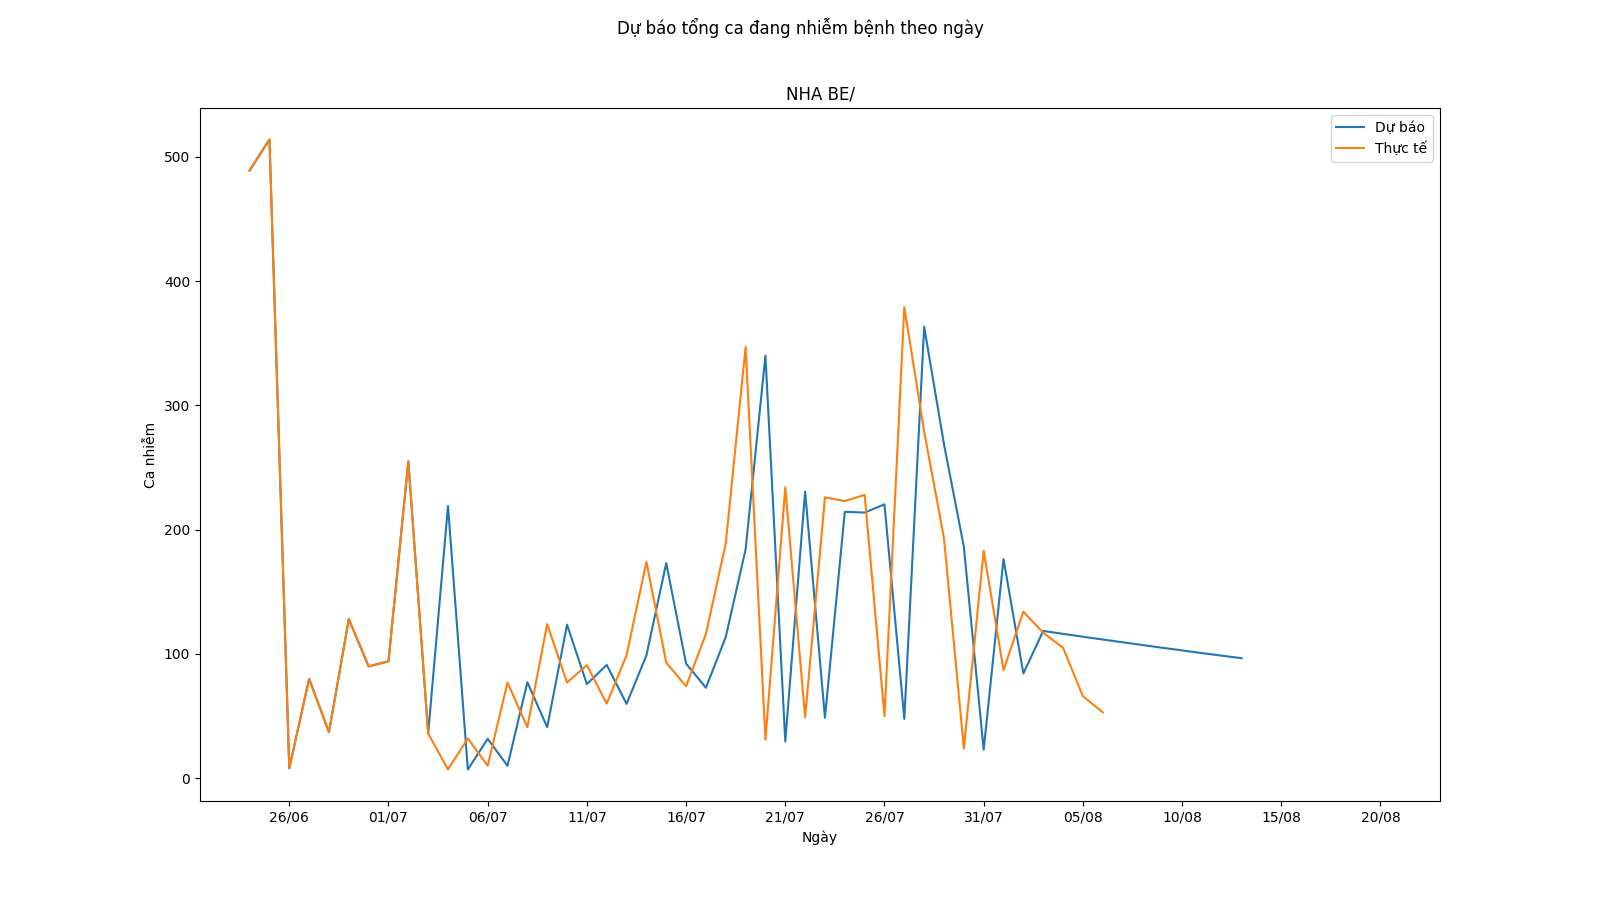 Dự báo tổng ca đang nhiễm bệnh theo ngày
NHA BE/
Dự báo
Thực tế
500
400
300
200
100
0
Ca nhiễm
26/06 01/07 06/07 11/07 16/07 21/07 26/07 31/07 05/08 10/08 15/08 20/08
Ngày